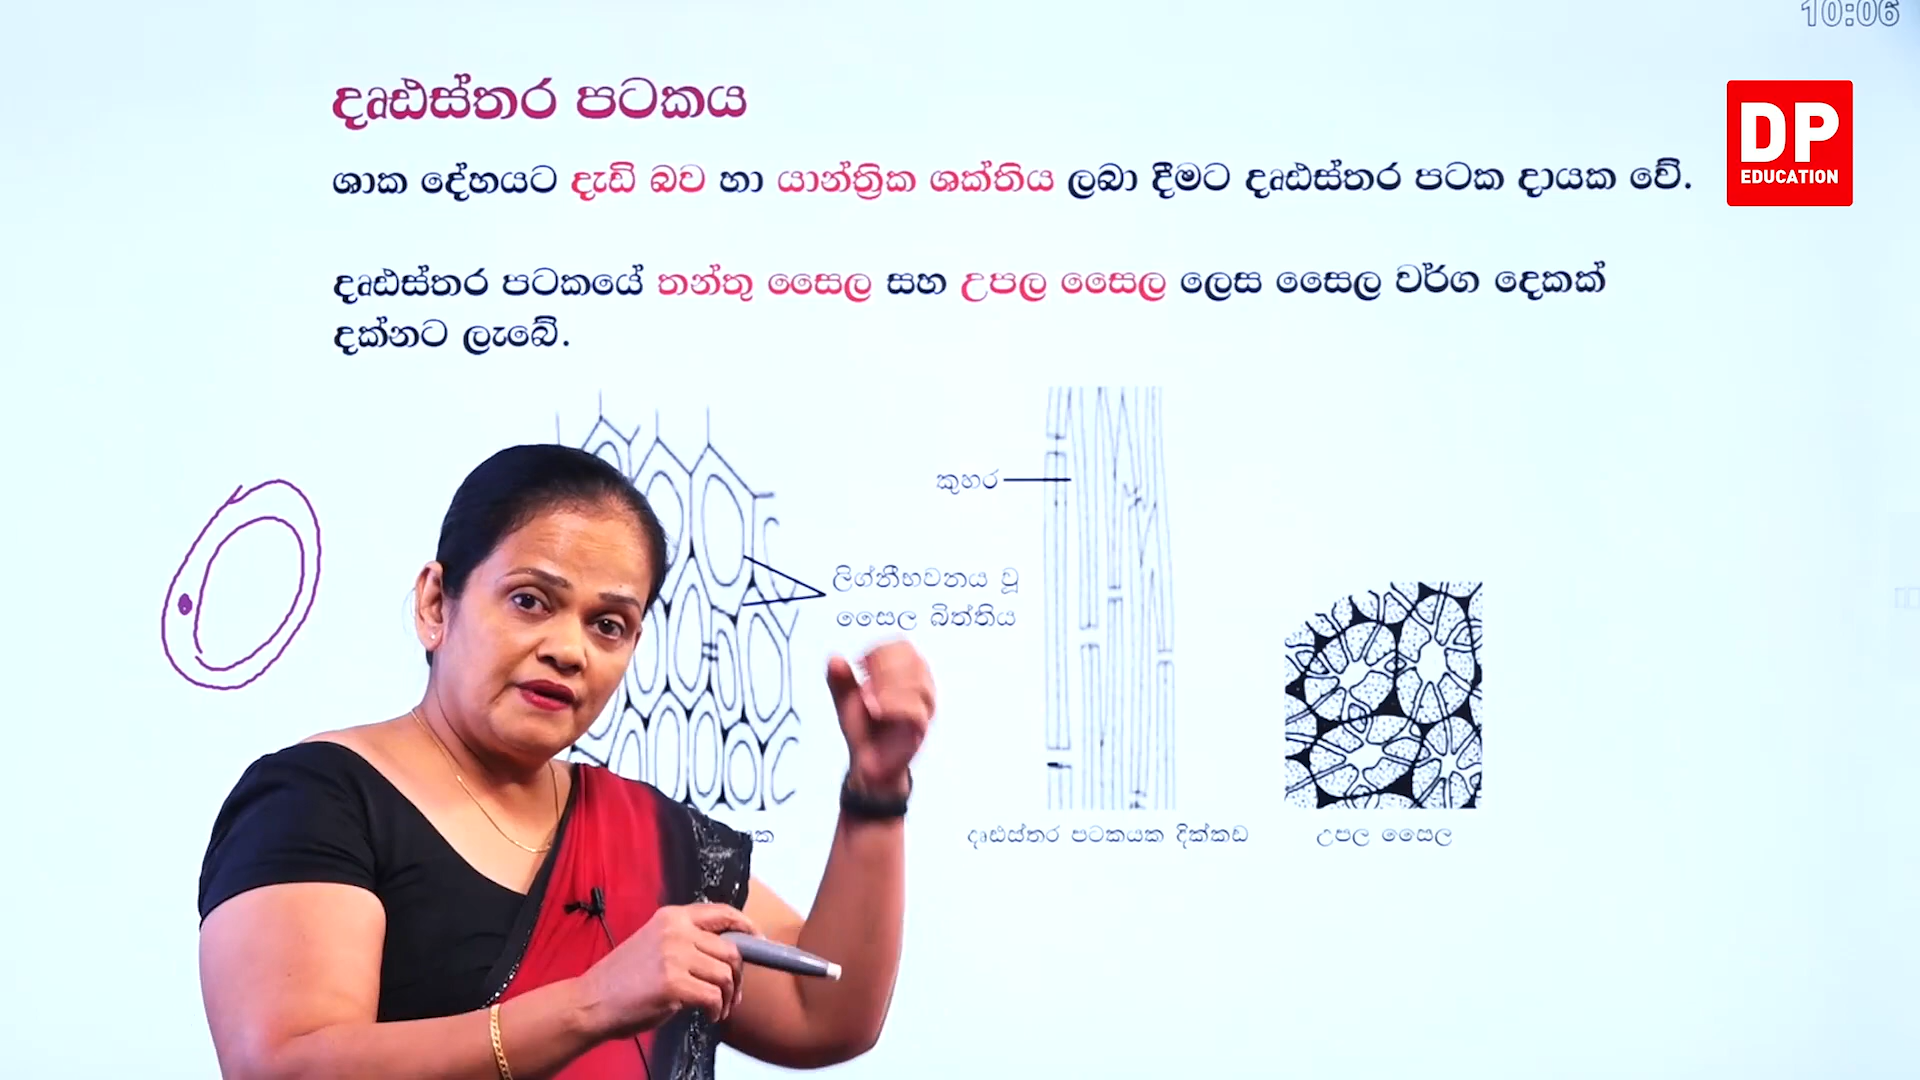 10:06
දෘඪස්තර පටකය
DP
EDUCATION
ශාක දේහයට දැඩි බව හා යාන්ත්‍රික ශක්තිය ලබා දීමට දෘඪස්තර පටක දායක වේ.
දෘඪස්තර පටකයේ තන්තු සෛල සහ උපල සෛල ලෙස සෛල වර්ග දෙකක්
දක්නට ලැබේ.
කුහර
ලිග්නීභවනය වූ
සෛල බිත්තිය
දෘඪස්තර පටකයක දික්කඩ
උපල සෛල